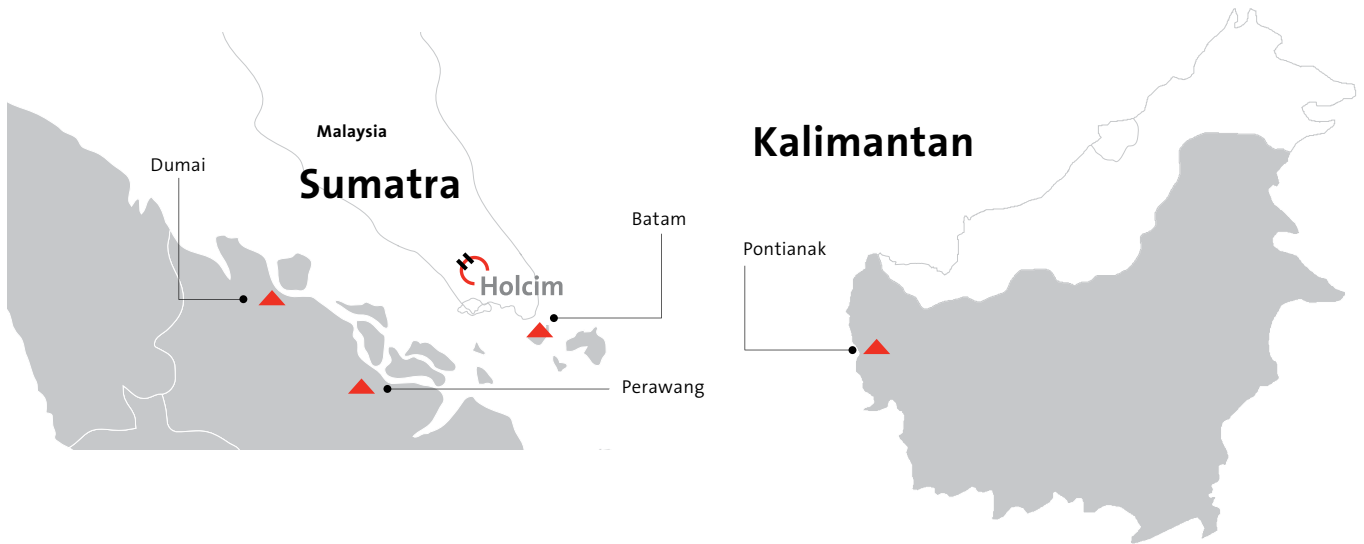 Malaysia
Kalimantan
Dumai
Sumatra
Batam
Pontianak
Holcim
Perawang